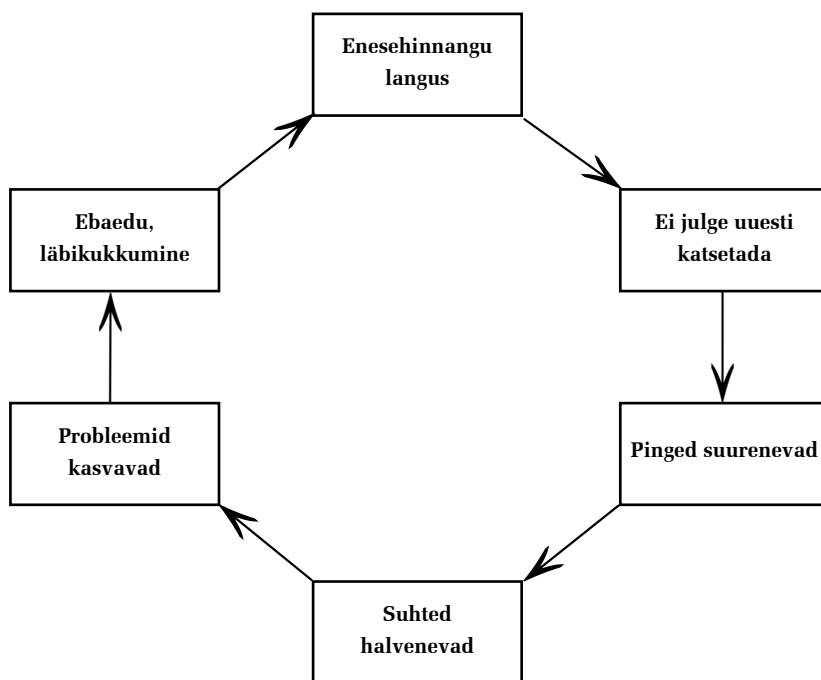 Enesehinnangu
langus
Ei julge uuesti
katsetada
Pinged suurenevad
Suhted
halvenevad
Probleemid
kasvavad
Ebaedu,
läbikukkumine